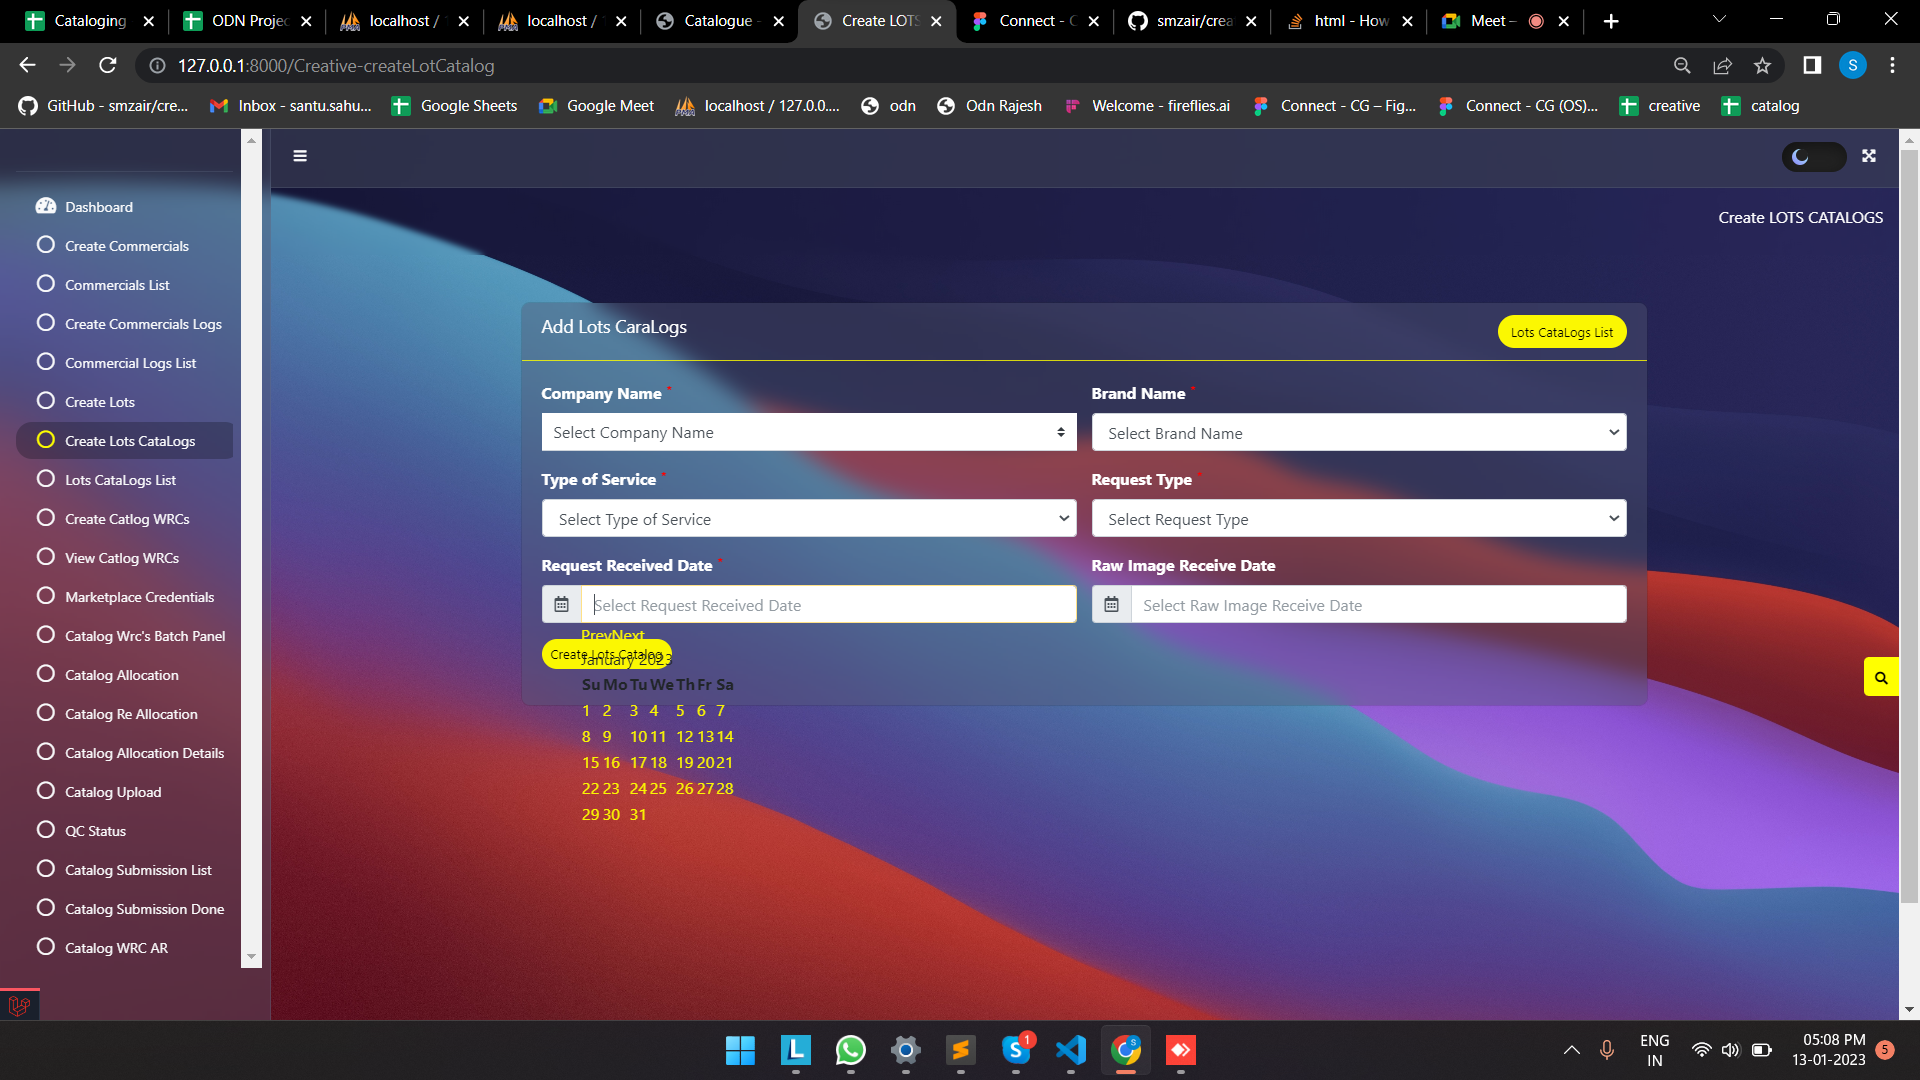 Cataloging
ODN Projec
localhost /
localhost /
Catalogue -
Create LOTS
Connect - C
smzair/crea
html - How
Meet –
127.0.0.1:8000/Creative-createLotCatalog
S
GitHub - smzair/cre...
Inbox - santu.sahu...
Google Sheets
Google Meet
localhost / 127.0.0....
odn
Odn Rajesh
Welcome - fireflies.ai
Connect - CG – Fig...
Connect - CG (OS)...
creative
catalog
Dashboard
Create Commercials
Commercials List
Create Commercials Logs
Commercial Logs List
Create Lots
Create Lots CataLogs
Lots CataLogs List
Create Catlog WRCs
View Catlog WRCs
Marketplace Credentials
Catalog Wrc's Batch Panel
Catalog Allocation
Catalog Re Allocation
Catalog Allocation Details
Catalog Upload
QC Status
Catalog Submission List
Catalog Submission Done
Catalog WRC AR
Create LOTS CATALOGS
Add Lots CaraLogs
Lots CataLogs List
Company Name *
Brand Name *
Select Company Name
Select Brand Name
Type of Service *
Request Type *
Select Type of Service
Select Request Type
Request Received Date *
Raw Image Receive Date
Select Request Received Date
Select Raw Image Receive Date
PrevNext
Create Lots Catalog
January 2023
Su Mo Tu We Th Fr Sa
1 2 3 4 5 6 7
8 9 10 11 12 13 14
15 16 17 18 19 20 21
22 23 24 25 26 27 28
29 30 31
L
S
1
S
ENG
IN
05:08 PM
13-01-2023
5